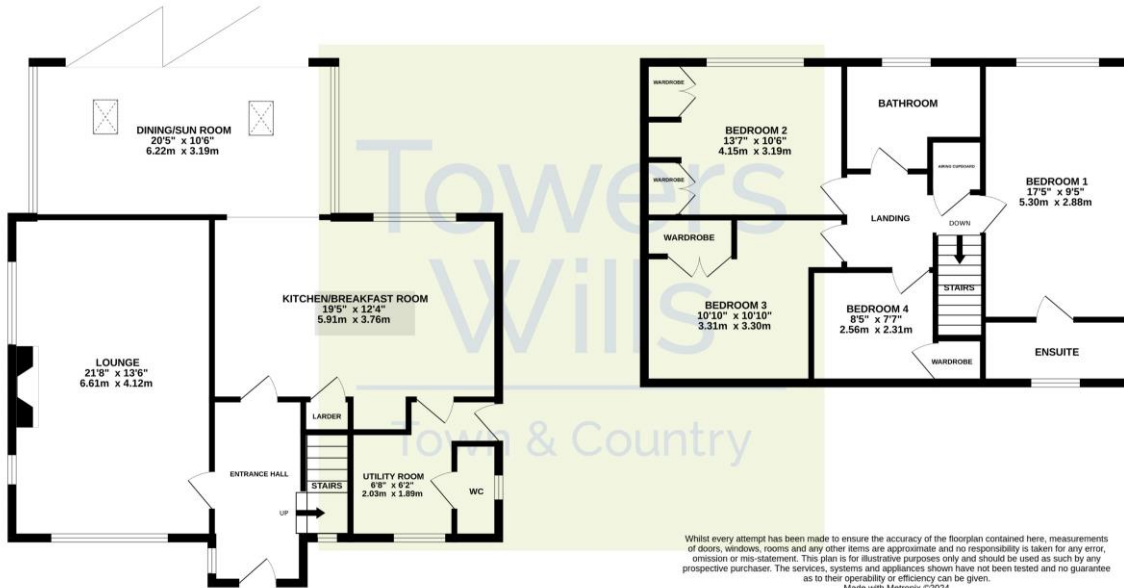 DINING/SUN ROOM
20'5" x 10'6"
6.22m x 3.19m
KITCHEN/BREAKFAST ROOM
19'5" x 12'4"
5.91m x 3.76m
LOUNGE
21'8" x 13'6"
6.61m x 4.12m
LARDER
ENTRANCE HALL
STAIRS
UP
UTILITY ROOM
6'8" x 6'2"
2.03m x 1.89m
WC
WARDROBE
BEDROOM 2
13'7" x 10'6"
4.15m x 3.19m
WARDROBE
BATHROOM
AIRING CUPBOARD
BEDROOM 1
17'5" x 9'5"
5.30m x 2.88m
LANDING
DOWN
WARDROBE
STAIRS
BEDROOM 3
10'10" x 10'10"
3.31m x 3.30m
BEDROOM 4
8'5" x 7'7"
2.56m x 2.31m
WARDROBE
ENSUITE
Towers
Wills
Town & Country
Whilst every attempt has been made to ensure the accuracy of the floorplan contained here, measurements
of doors, windows, rooms and any other items are approximate and no responsibility is taken for any error,
omission or mis-statement. This plan is for illustrative purposes only and should be used as such by any
prospective purchaser. The services, systems and appliances shown have not been tested and no guarantee
as to their operability or efficiency can be given.
Made with Metropix ©2024